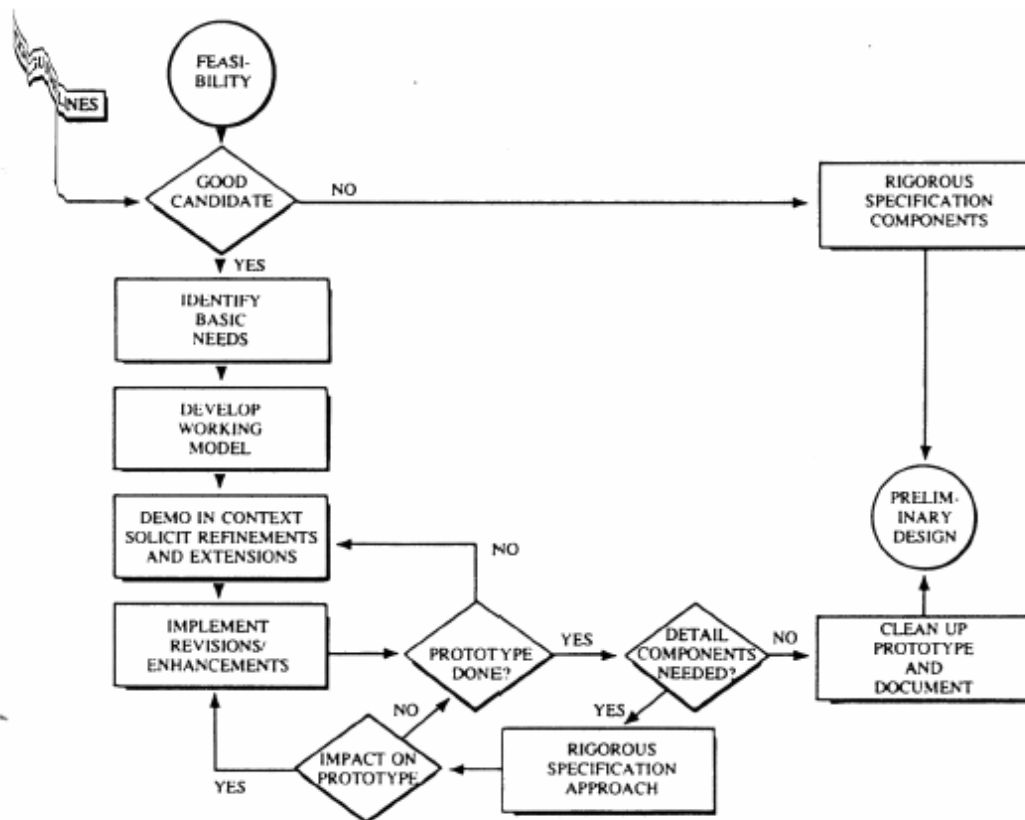 LINES
FEASI-
BILITY
GOOD
CANDIDATE
NO
RIGOROUS
SPECIFICATION
COMPONENTS
YES
IDENTIFY
BASIC
NEEDS
DEVELOP
WORKING
MODEL
DEMO IN CONTEXT
SOLICIT REFINEMENTS
AND EXTENSIONS
NO
PRELIM-
INARY
DESIGN
IMPLEMENT
REVISIONS/
ENHANCEMENTS
PROTOTYPE
DONE?
YES
DETAIL
COMPONENTS
NEEDED?
NO
CLEAN UP
PROTOTYPE
AND
DOCUMENT
YES
NO
IMPACT ON
PROTOTYPE
YES
RIGOROUS
SPECIFICATION
APPROACH